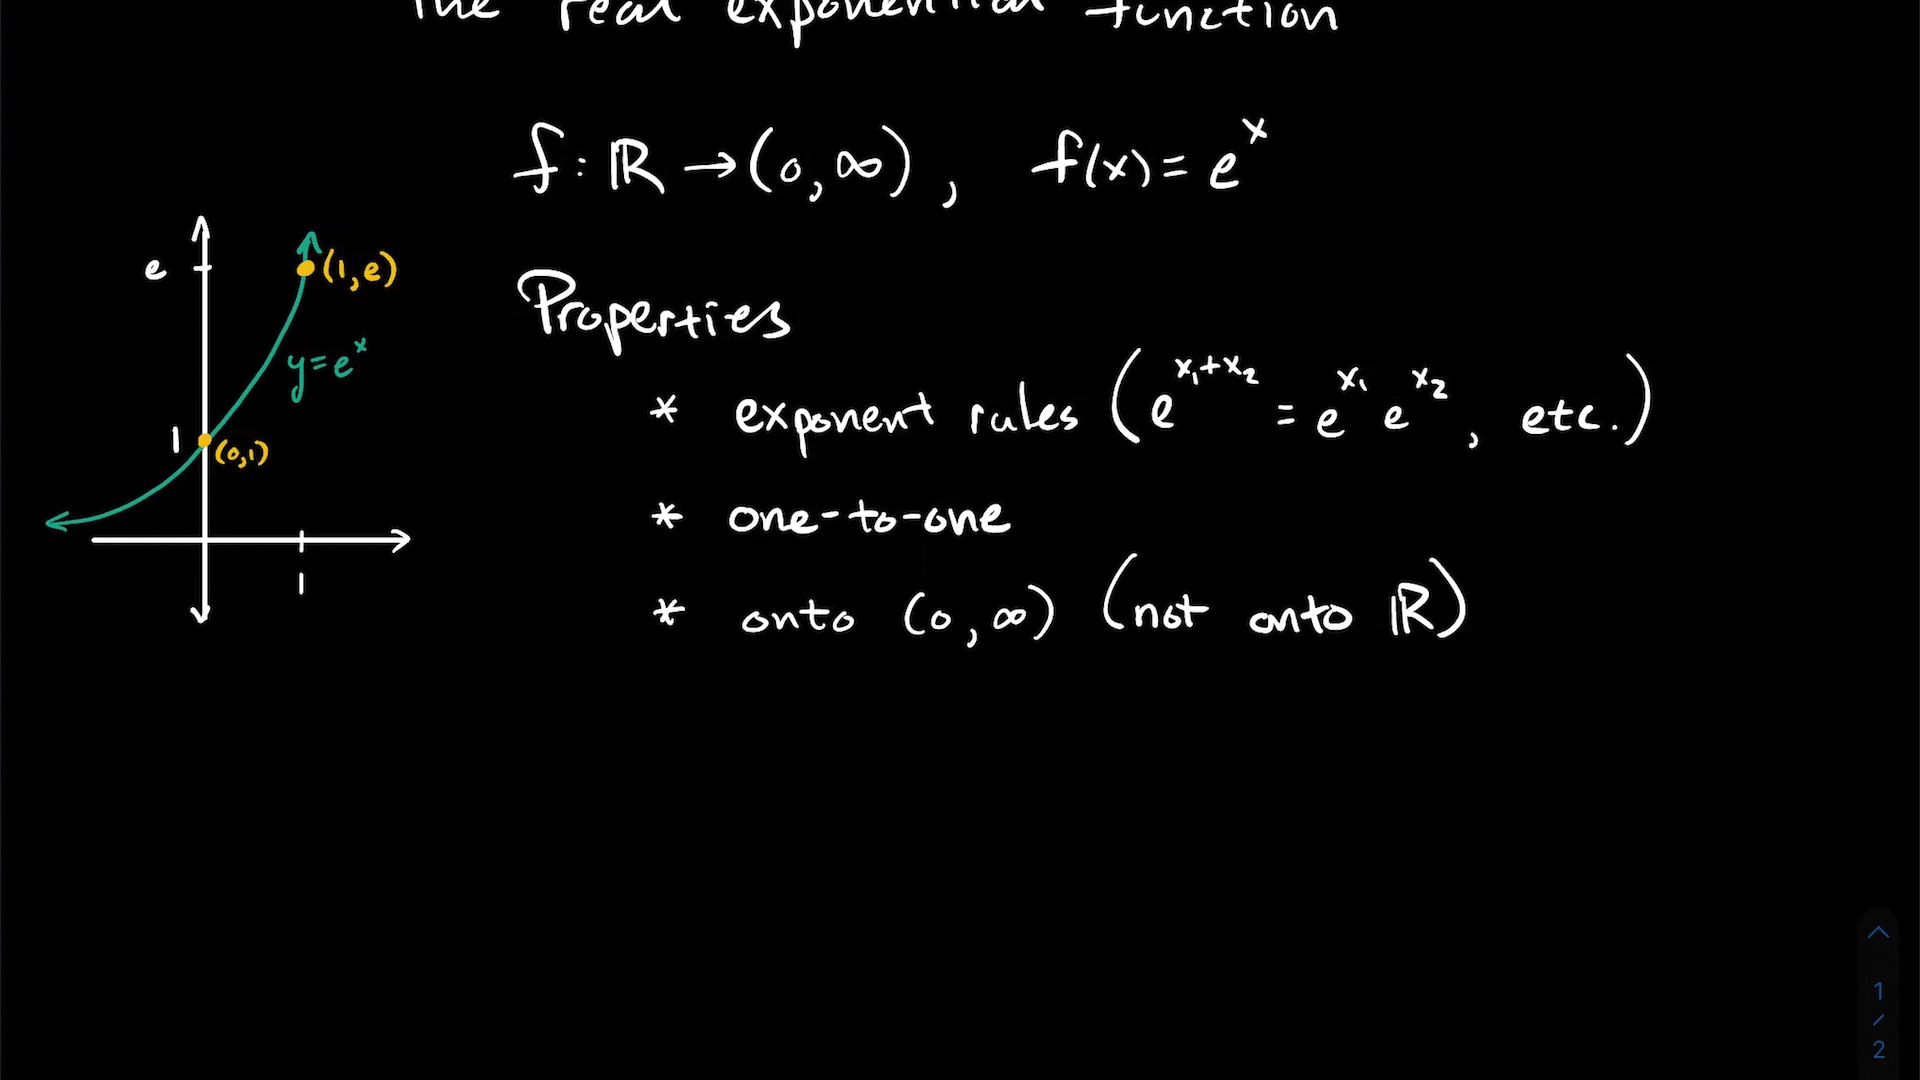 The real exponential function
f: ℝ → (0, ∞), f(x) = e^x
e
(1, e)
Properties
y = e^x
* exponent rules (e^{x₁+x₂} = e^{x₁} e^{x₂}, etc.)
1
(0,1)
* one-to-one
1
* onto (0, ∞) (not onto ℝ)
1
/
2